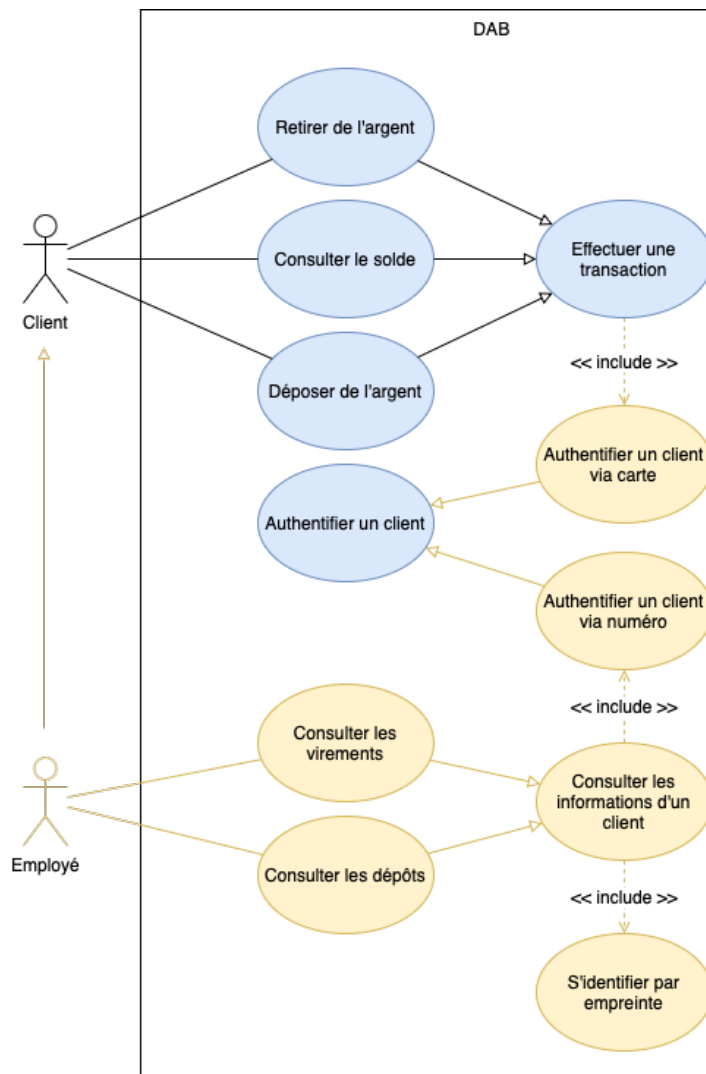 DAB
Retirer de l'argent
Consulter le solde
Effectuer une
transaction
Client
<< include >>
Déposer de l'argent
Authentifier un client
via carte
Authentifier un client
Authentifier un client
via numéro
<< include >>
Consulter les
virements
Consulter les
informations d'un
client
Employé
Consulter les dépôts
<< include >>
S'identifier par
empreinte